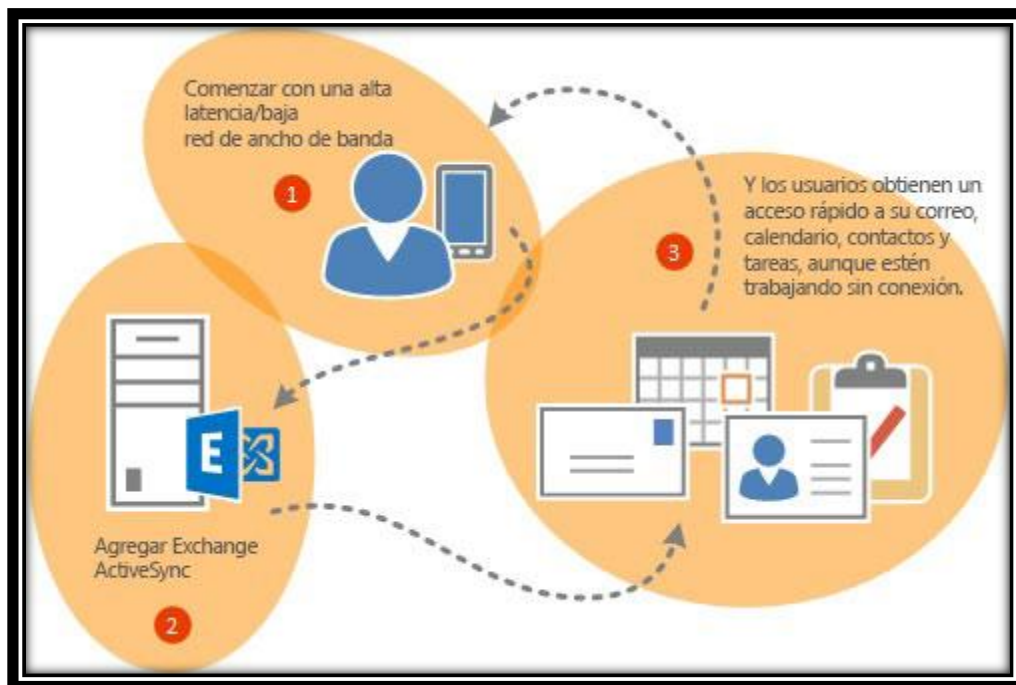 Comenzar con una alta
latencia/baja
red de ancho de banda
1
Y los usuarios obtienen un
acceso rápido a su correo,
calendario, contactos y
tareas, aunque estén
trabajando sin conexión.
3
E
Agregar Exchange
ActiveSync
2